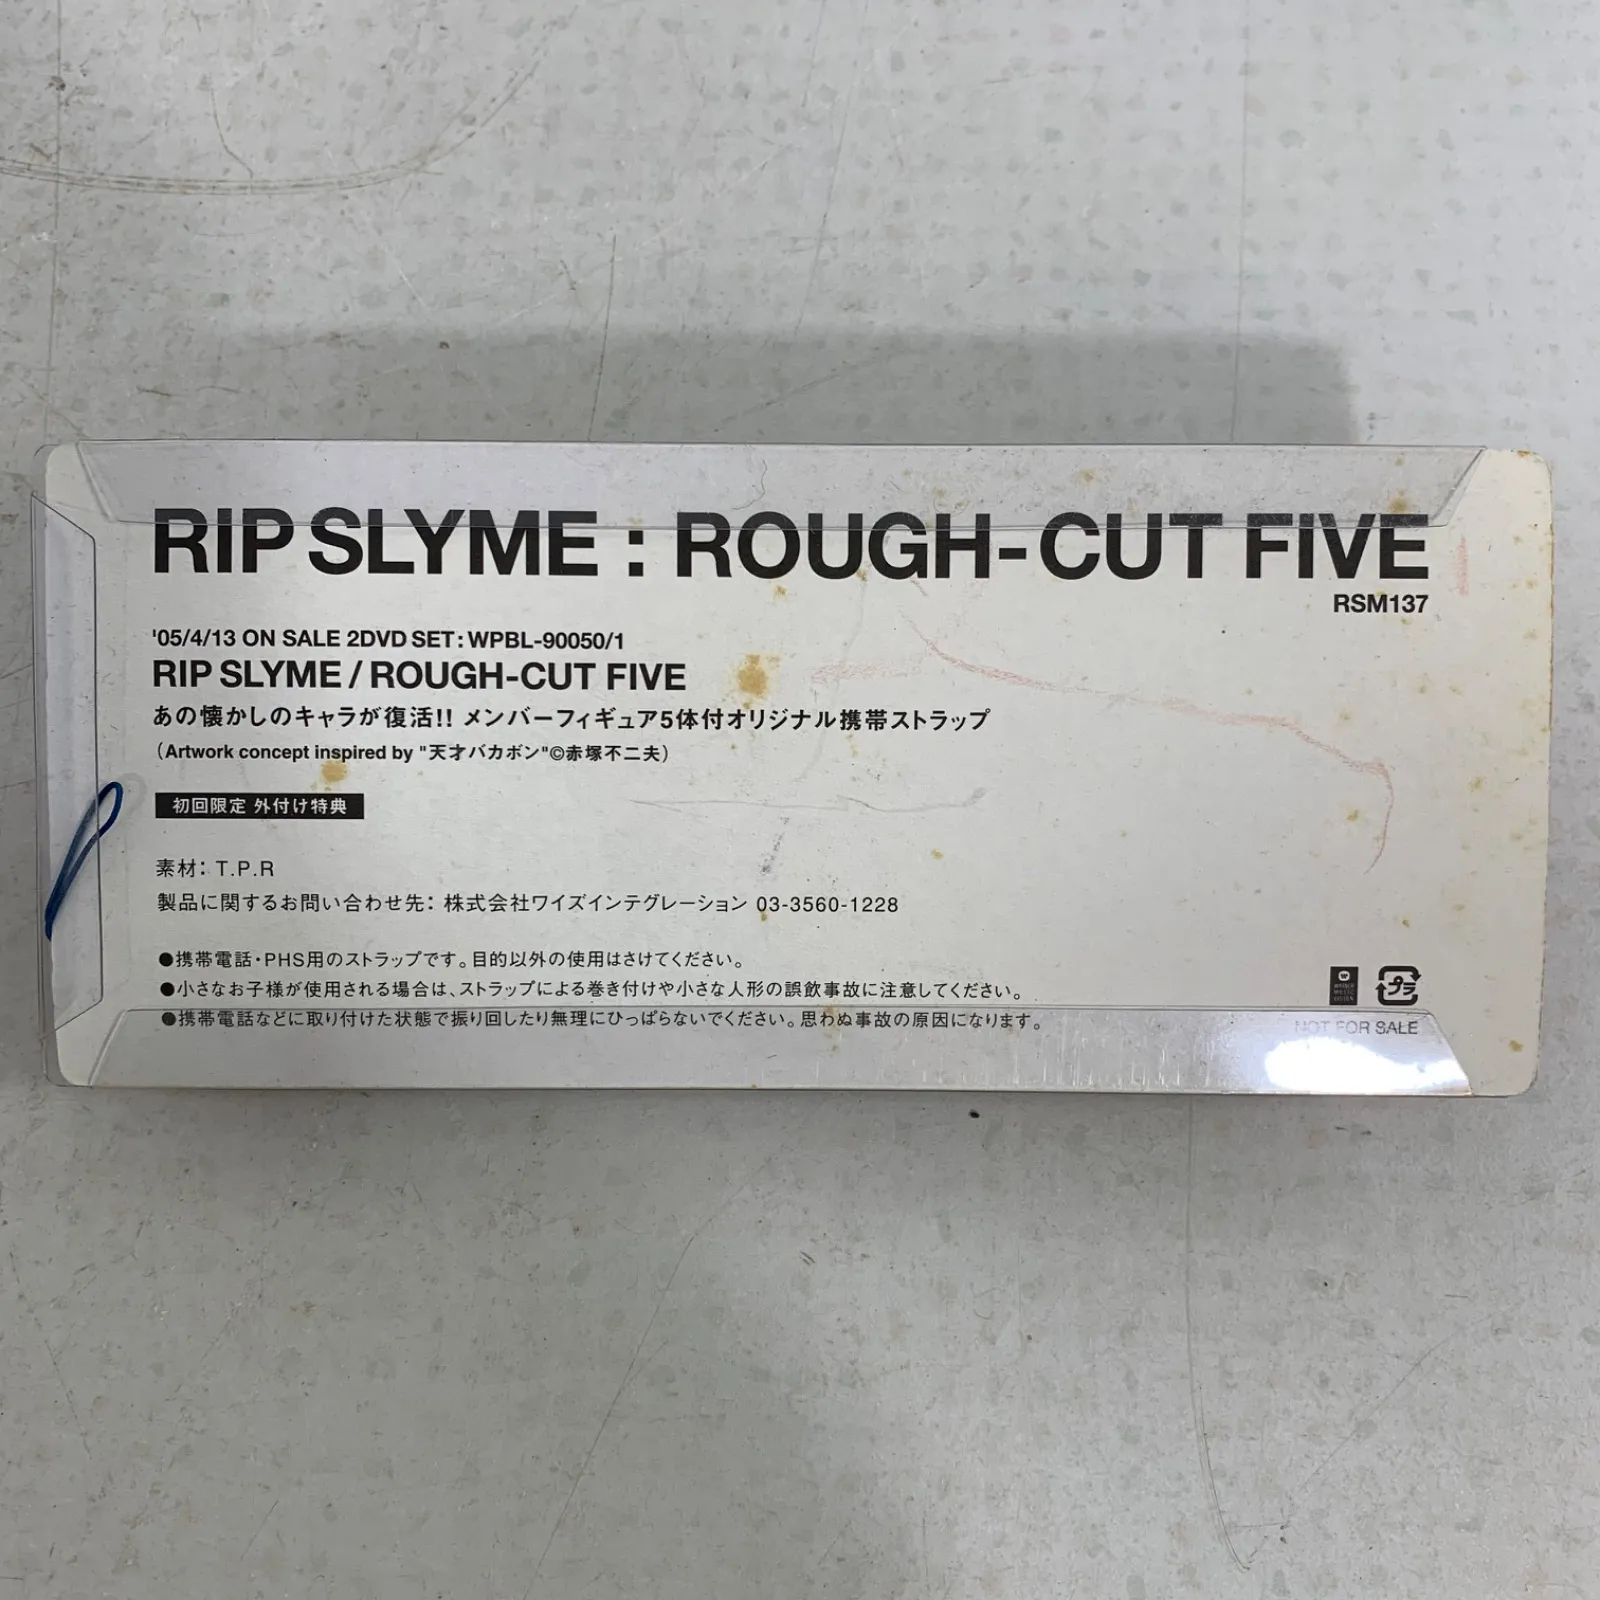 RIP SLYME : ROUGH-CUT FIVE
RSM137
'05/4/13 ON SALE 2DVD SET: WPBL-90050/1
RIP SLYME / ROUGH-CUT FIVE
あの懐かしのキャラが復活!! メンバーフィギュア5体付オリジナル携帯ストラップ
(Artwork concept inspired by "天才バカボン"©赤塚不二夫)
初回限定 外付け特典
素材: T.P.R
製品に関するお問い合わせ先: 株式会社ワイズインテグレーション 03-3560-1228
●携帯電話・PHS用のストラップです。目的以外の使用はさけてください。
●小さなお子様が使用される場合は、ストラップによる巻き付けや小さな人形の誤飲事故に注意してください。
●携帯電話などに取り付けた状態で振り回したり無理にひっぱらないでください。思わぬ事故の原因になります。
プラ
NOT FOR SALE